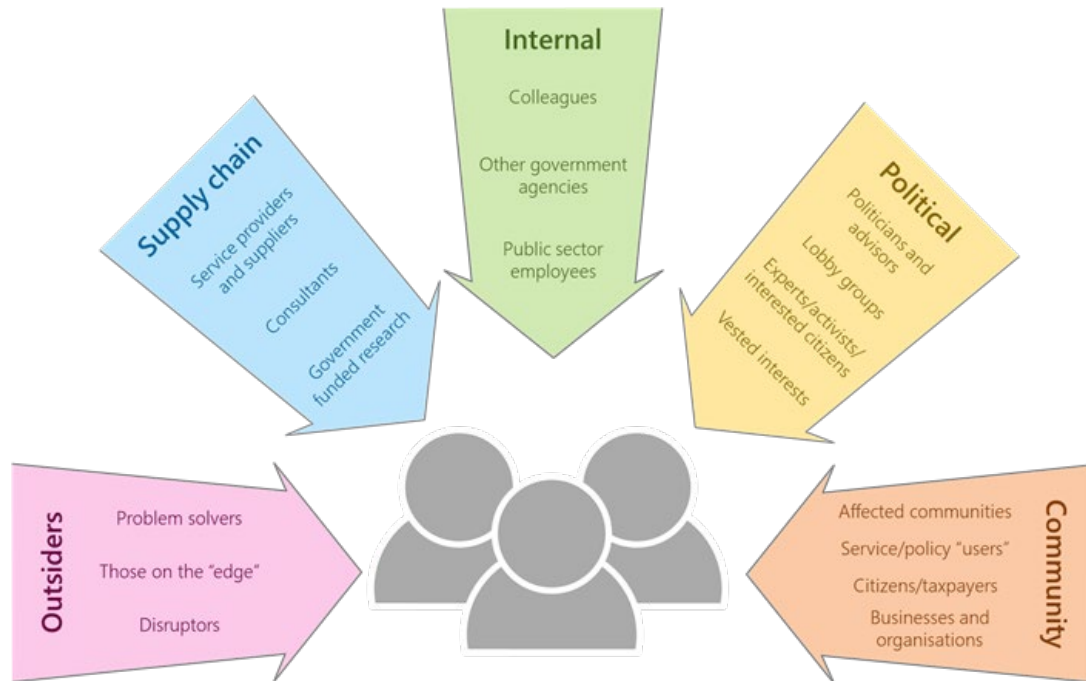 Internal
Colleagues
Other government
agencies
Public sector
employees
Supply chain
Service providers
and suppliers
Consultants
Government
funded research
Political
Politicians and
advisors
Lobby groups
Experts/activists/
interested citizens
Vested interests
Outsiders
Problem solvers
Those on the “edge”
Disruptors
Community
Affected communities
Service/policy “users”
Citizens/taxpayers
Businesses and
organisations